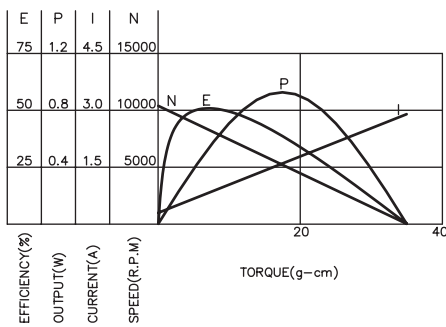 E P I N
75 1.2 4.5 15000
N E P I
50 0.8 3.0 10000
25 0.4 1.5 5000
20 40
EFFICIENCY(%)
OUTPUT(W)
CURRENT(A)
SPEED(R.P.M)
TORQUE(g-cm)